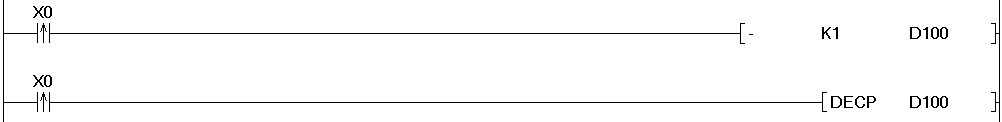 X0
[- K1 D100 ]
X0
[DECP D100 ]